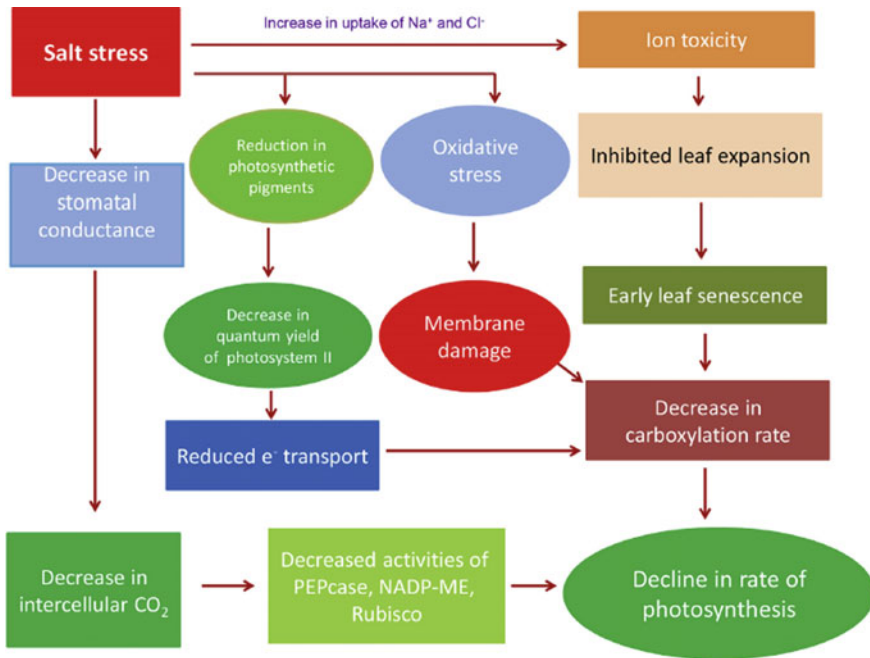 Increase in uptake of Na⁺ and Cl⁻
Salt stress
Ion toxicity
Reduction in
photosynthetic
pigments
Oxidative
stress
Inhibited leaf expansion
Decrease in
stomatal
conductance
Decrease in
quantum yield
of photosystem II
Membrane
damage
Early leaf senescence
Reduced e⁻ transport
Decrease in
carboxylation rate
Decrease in
intercellular CO₂
Decreased activities of
PEPcase, NADP-ME,
Rubisco
Decline in rate of
photosynthesis